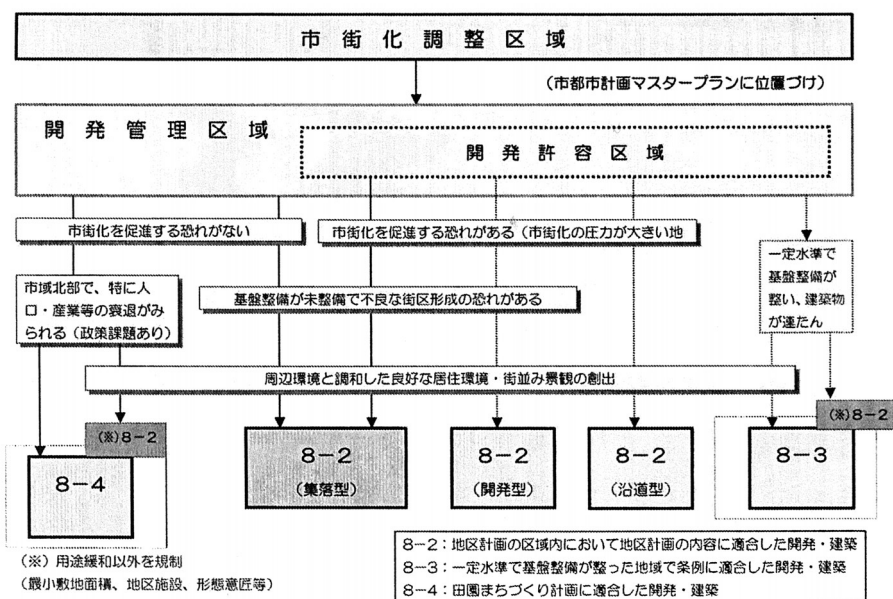 市街化調整区域
（市都市計画マスタープランに位置づけ）
開発管理区域
開発許容区域
市街化を促進する恐れがない
市街化を促進する恐れがある（市街化の圧力が大きい地
一定水準で
基盤整備が
整い、建築物
が連たん
市域北部で、特に人
口・産業等の衰退がみ
られる（政策課題あり）
基盤整備が未整備で不良な街区形成の恐れがある
周辺環境と調和した良好な居住環境・街並み景観の創出
（※）8－2
（※）8－2
8－4
8－2
（集落型）
8－2
（開発型）
8－2
（沿道型）
8－3
（※）用途緩和以外を規制
（最小敷地面積、地区施設、形態意匠等）
8－2：地区計画の区域内において地区計画の内容に適合した開発・建築
8－3：一定水準で基盤整備が整った地域で条例に適合した開発・建築
8－4：田園まちづくり計画に適合した開発・建築